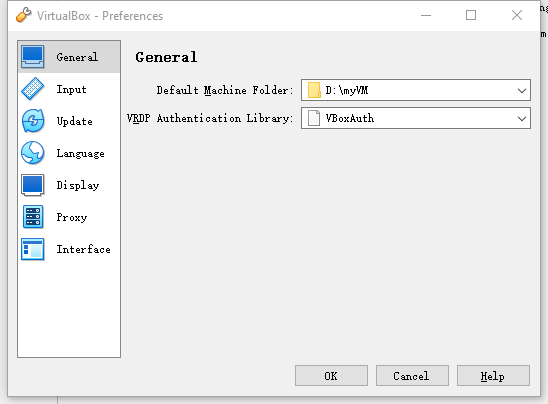 VirtualBox - Preferences
General
Input
Update
Language
Display
Proxy
Interface
General
Default Machine Folder: D:\myVM
VRDP Authentication Library: VBoxAuth
OK Cancel Help